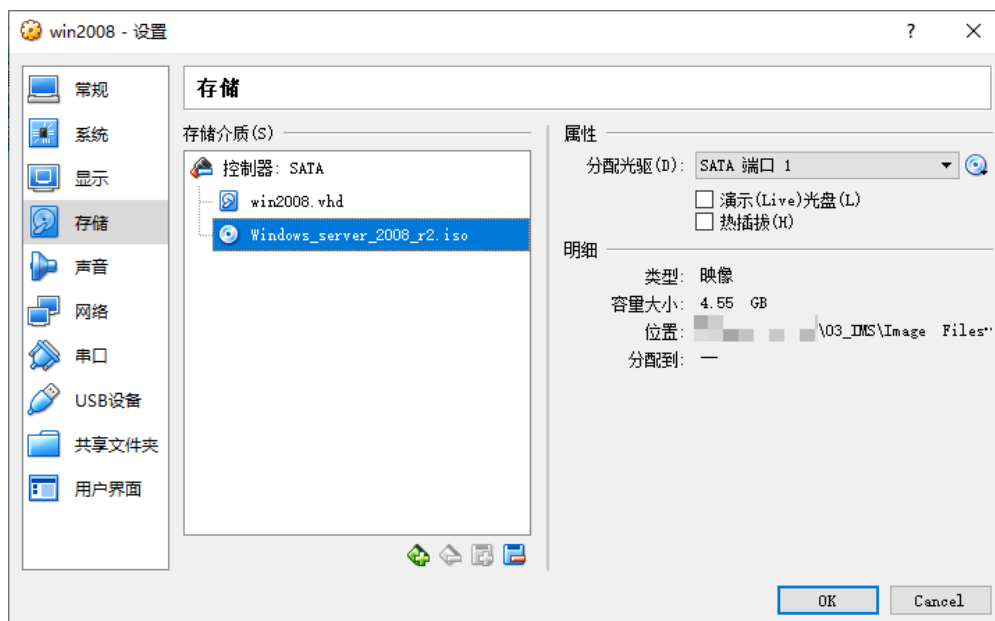 win2008 - 设置
?
常规
系统
显示
存储
声音
网络
串口
USB设备
共享文件夹
用户界面
存储
存储介质(S)
控制器: SATA
win2008.vhd
Windows_server_2008_r2.iso
属性
分配光驱(D): SATA 端口 1
演示(Live)光盘(L)
热插拔(H)
明细
类型: 映像
容量大小: 4.55 GB
位置: \03_IMS\Image Files…
分配到: —
OK
Cancel